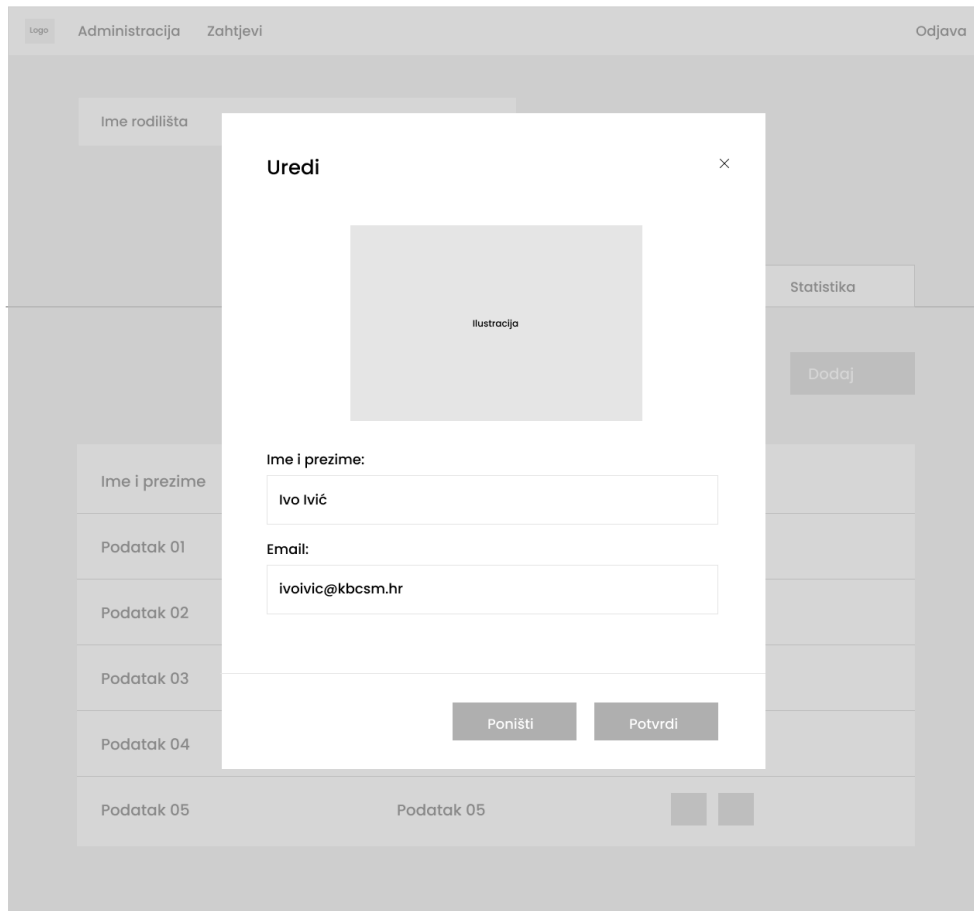 Logo Administracija Zahtjevi Odjava
Ime rodilišta
Uredi
Statistika
Ilustracija
Dodaj
Ime i prezime:
Ime i prezime
Ivo Ivić
Podatak 01
Email:
ivoivic@kbcsm.hr
Podatak 02
Podatak 03
Poništi Potvrdi
Podatak 04
Podatak 05 Podatak 05